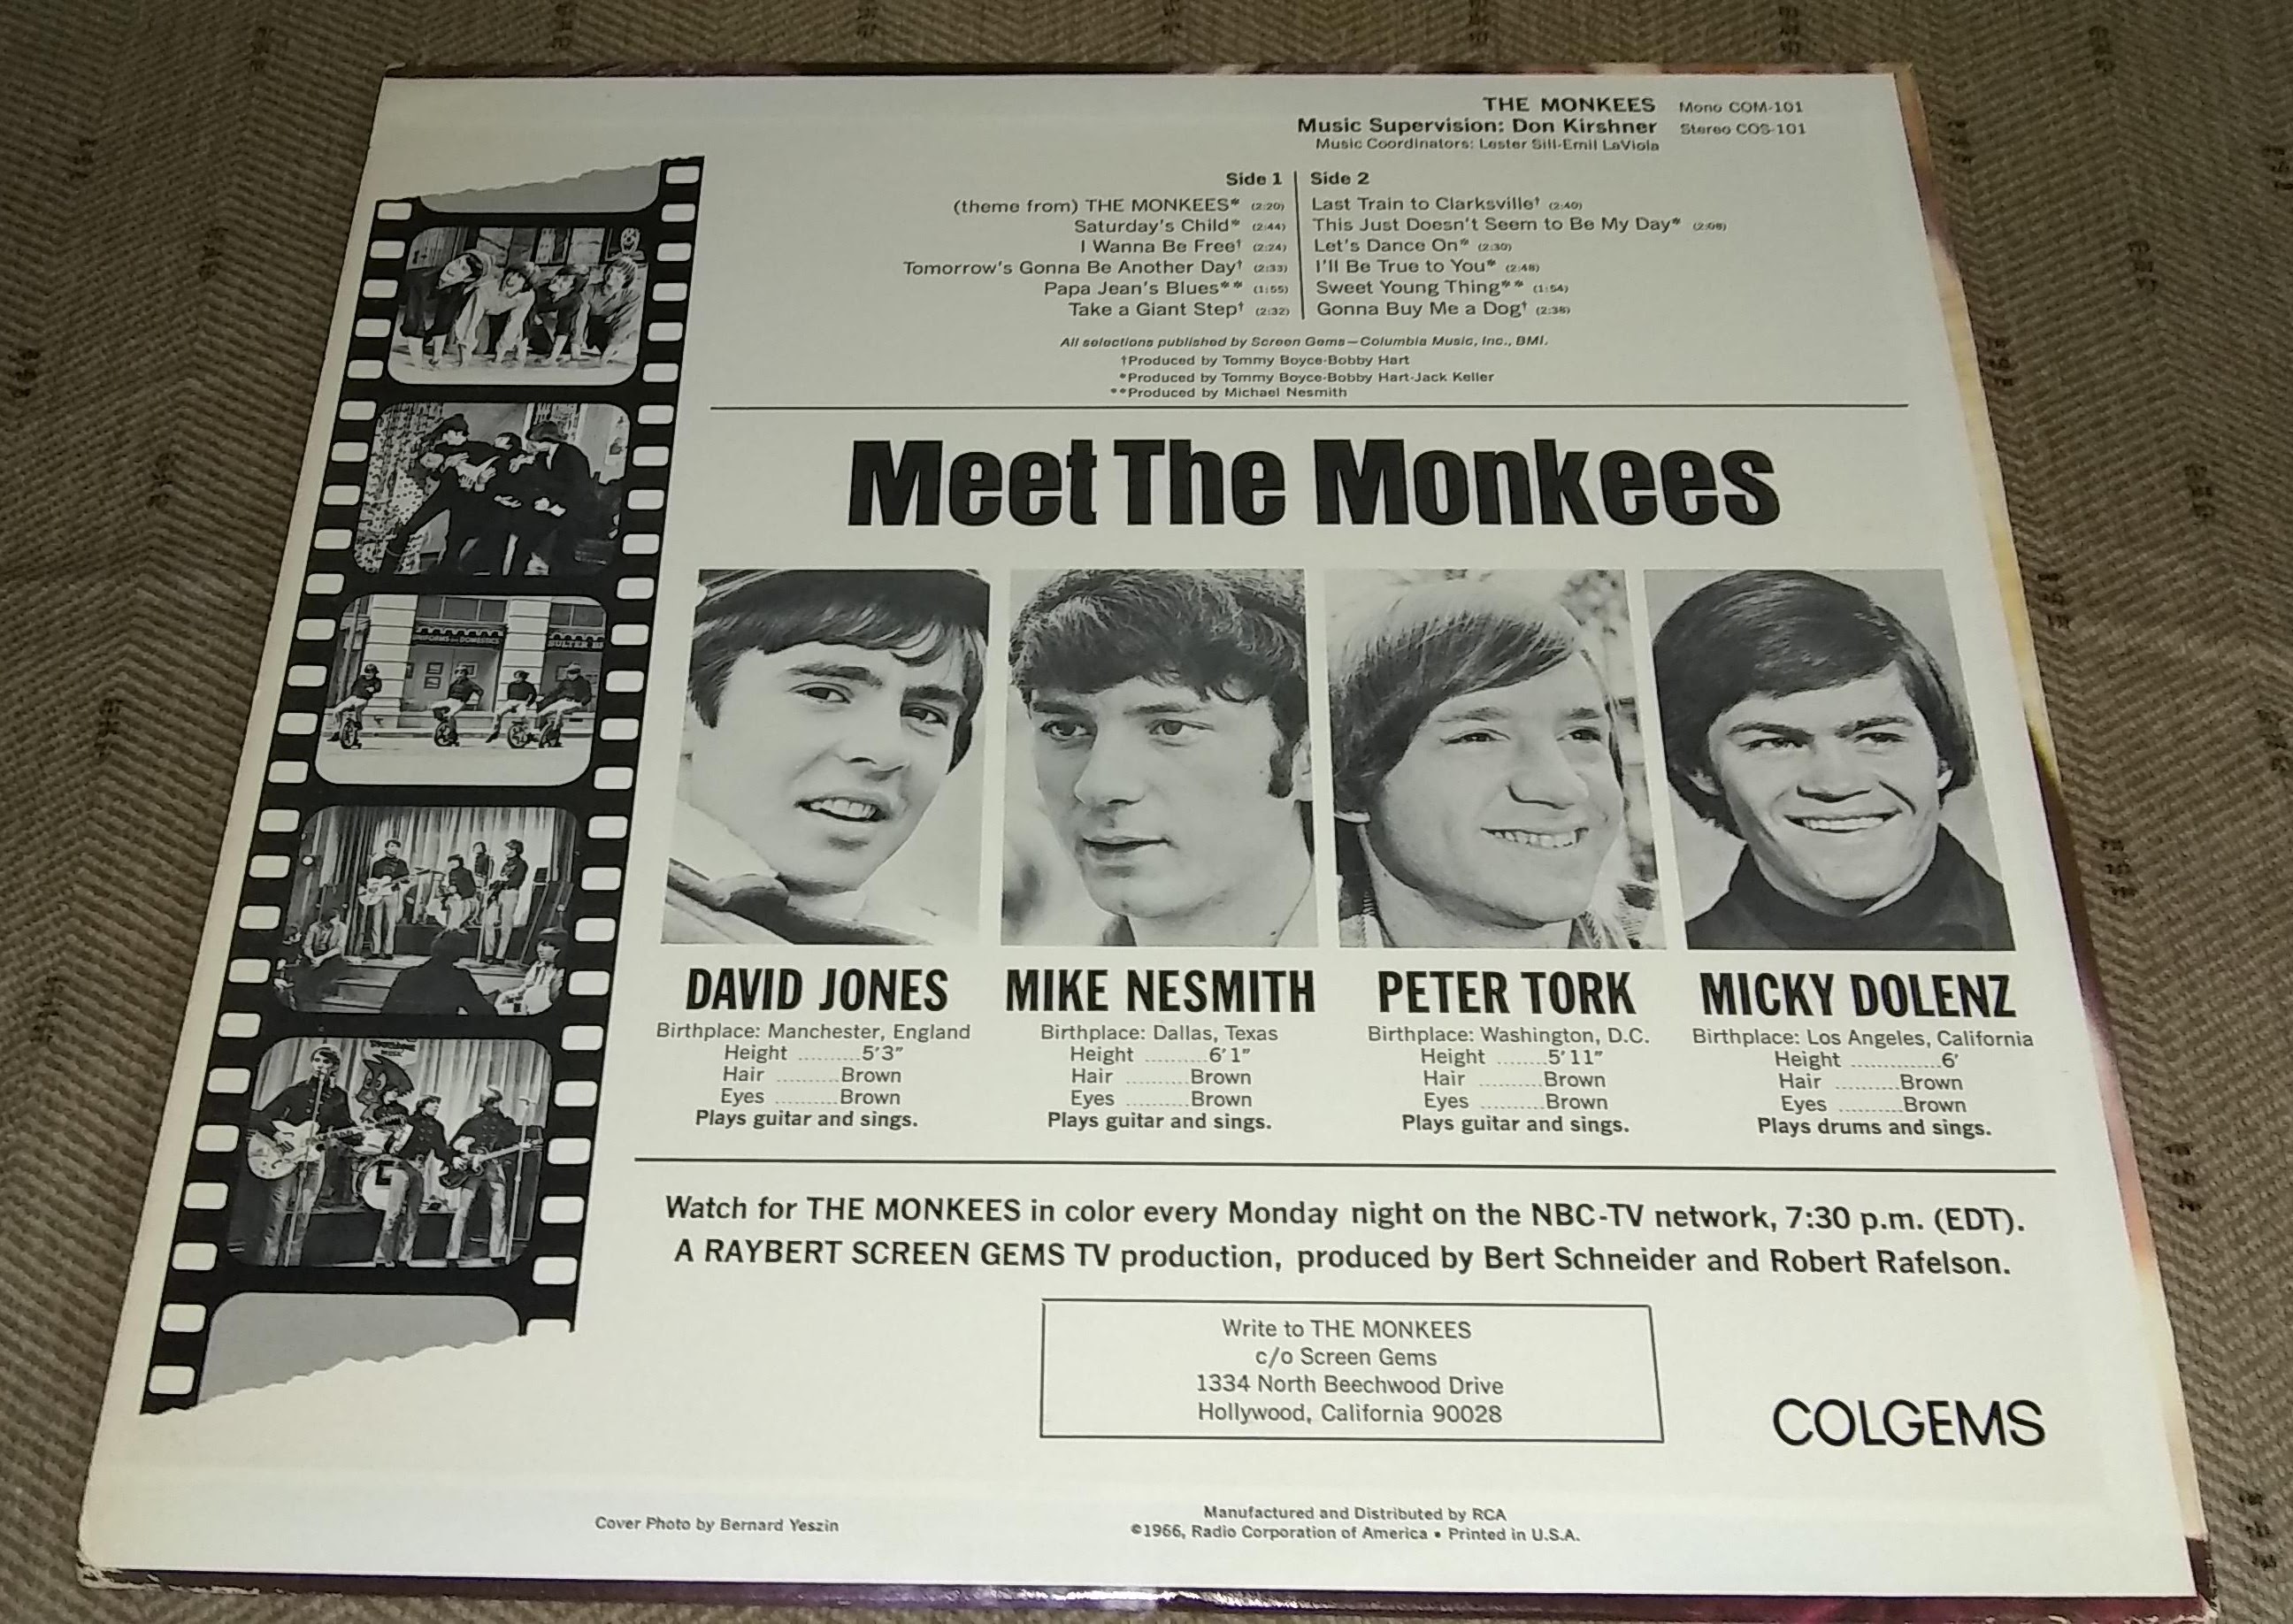 THE MONKEES Mono COM-101
Music Supervision: Don Kirshner Stereo COS-101
Music Coordinators: Lester Sill-Emil LaViola
Side 1
(theme from) THE MONKEES* (2:20)
Saturday's Child* (2:44)
I Wanna Be Free† (2:24)
Tomorrow's Gonna Be Another Day† (2:33)
Papa Jean's Blues** (1:55)
Take a Giant Step† (2:32)
Side 2
Last Train to Clarksville† (2:40)
This Just Doesn't Seem to Be My Day* (2:08)
Let's Dance On* (2:30)
I'll Be True to You* (2:48)
Sweet Young Thing** (1:54)
Gonna Buy Me a Dog† (2:38)
All selections published by Screen Gems—Columbia Music, Inc., BMI.
†Produced by Tommy Boyce-Bobby Hart
*Produced by Tommy Boyce-Bobby Hart-Jack Keller
**Produced by Michael Nesmith
Meet The Monkees
DAVID JONES
Birthplace: Manchester, England
Height ..........5'3"
Hair ..........Brown
Eyes ..........Brown
Plays guitar and sings.
MIKE NESMITH
Birthplace: Dallas, Texas
Height ..........6'1"
Hair ..........Brown
Eyes ..........Brown
Plays guitar and sings.
PETER TORK
Birthplace: Washington, D.C.
Height ........5'11"
Hair ..........Brown
Eyes ..........Brown
Plays guitar and sings.
MICKY DOLENZ
Birthplace: Los Angeles, California
Height ..............6'
Hair ..........Brown
Eyes ..........Brown
Plays drums and sings.
Watch for THE MONKEES in color every Monday night on the NBC-TV network, 7:30 p.m. (EDT).
A RAYBERT SCREEN GEMS TV production, produced by Bert Schneider and Robert Rafelson.
Write to THE MONKEES
c/o Screen Gems
1334 North Beechwood Drive
Hollywood, California 90028
COLGEMS
Cover Photo by Bernard Yeszin
Manufactured and Distributed by RCA
©1966, Radio Corporation of America • Printed in U.S.A.